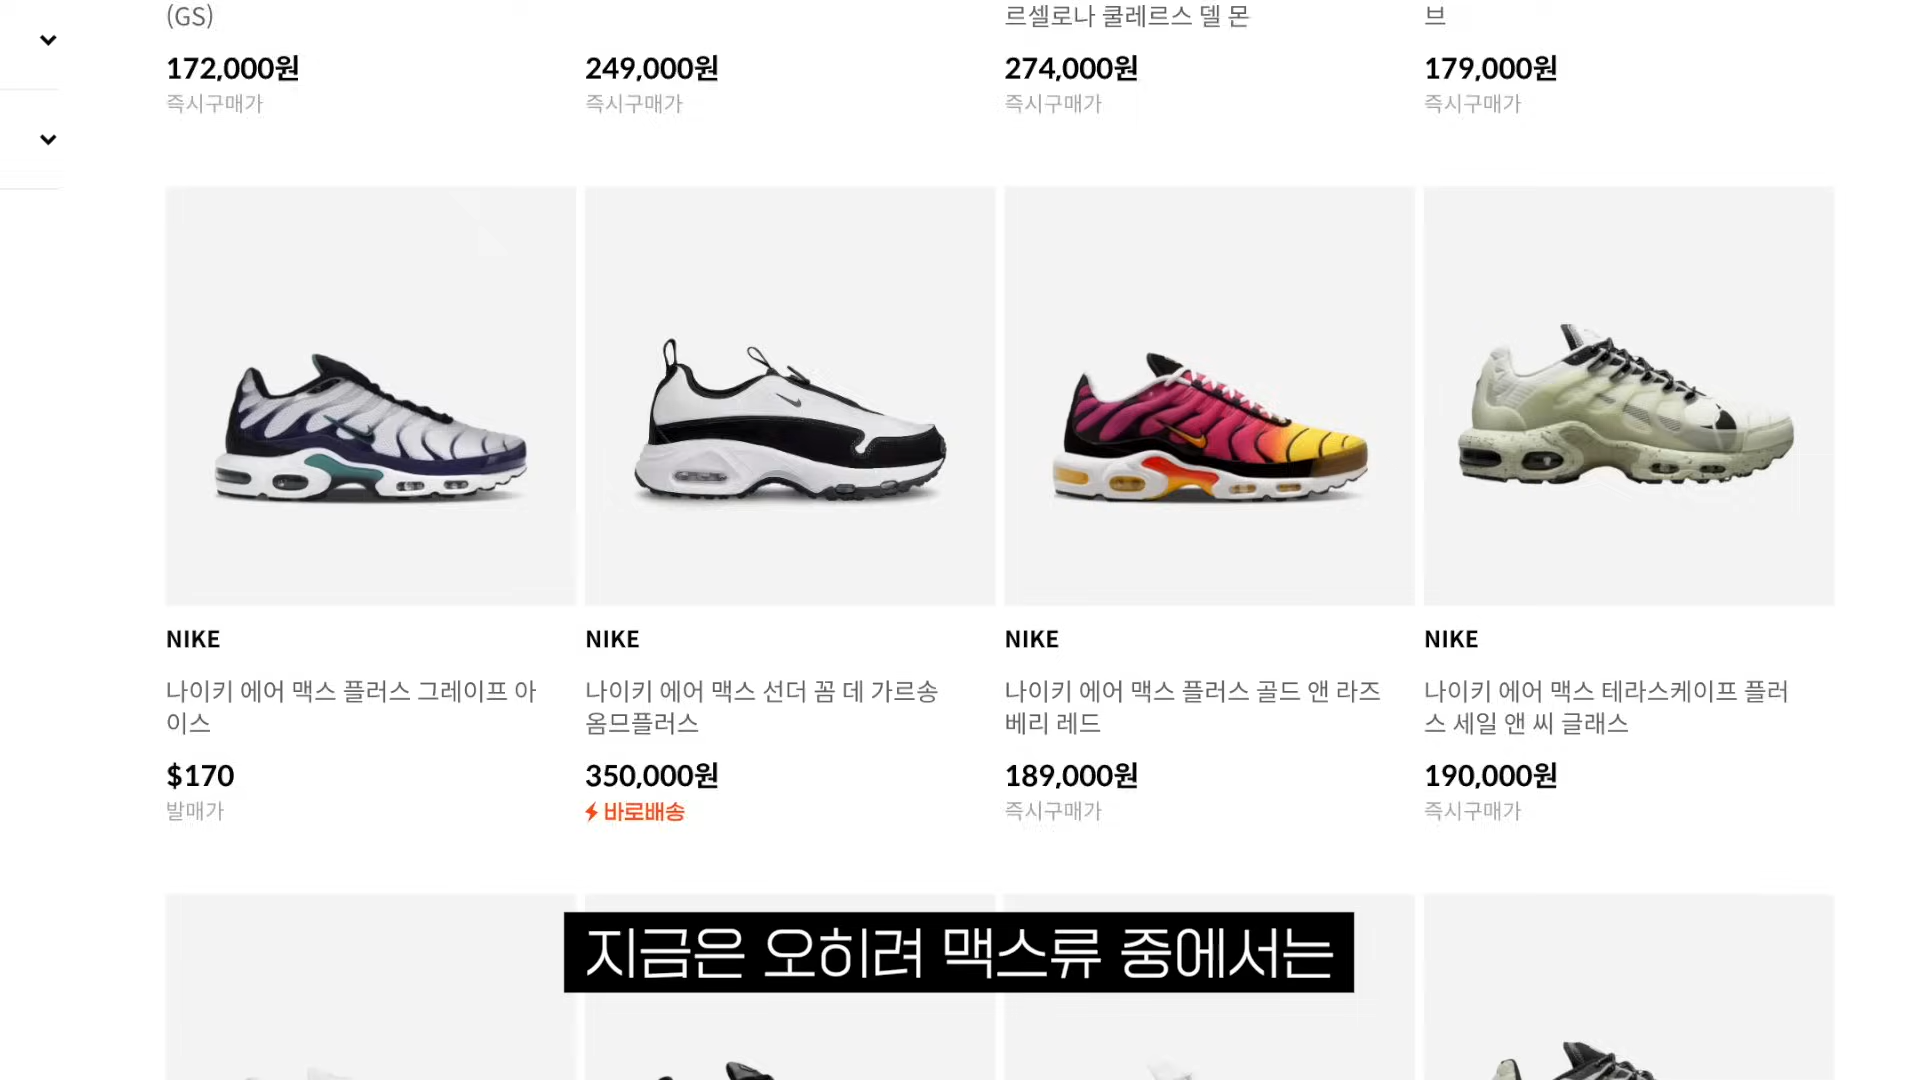 (GS)
르셀로나 쿨레르스 델 몬
브
172,000원
249,000원
274,000원
179,000원
즉시구매가
즉시구매가
즉시구매가
즉시구매가
NIKE
나이키 에어 맥스 플러스 그레이프 아
이스
$170
발매가
NIKE
나이키 에어 맥스 선더 꼼 데 가르송
옴므플러스
350,000원
바로배송
NIKE
나이키 에어 맥스 플러스 골드 앤 라즈
베리 레드
189,000원
즉시구매가
NIKE
나이키 에어 맥스 테라스케이프 플러
스 세일 앤 씨 글래스
190,000원
즉시구매가
지금은 오히려 맥스류 중에서는